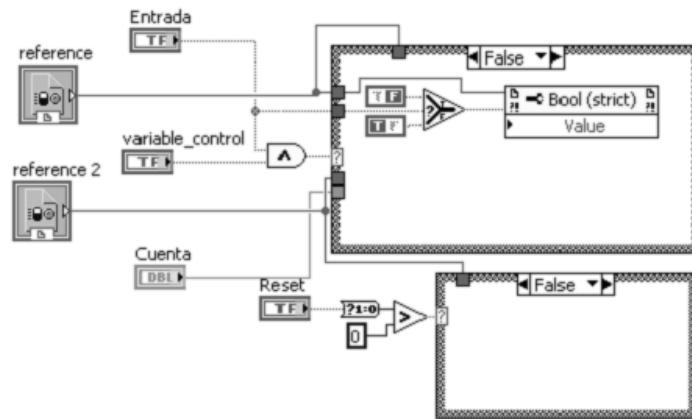 Entrada
TF
reference
False
TF
? T F
Bool (strict)
Value
TF
variable_control
TF
?
reference 2
Cuenta
DBL
Reset
TF
?1:0
>
0
False
?